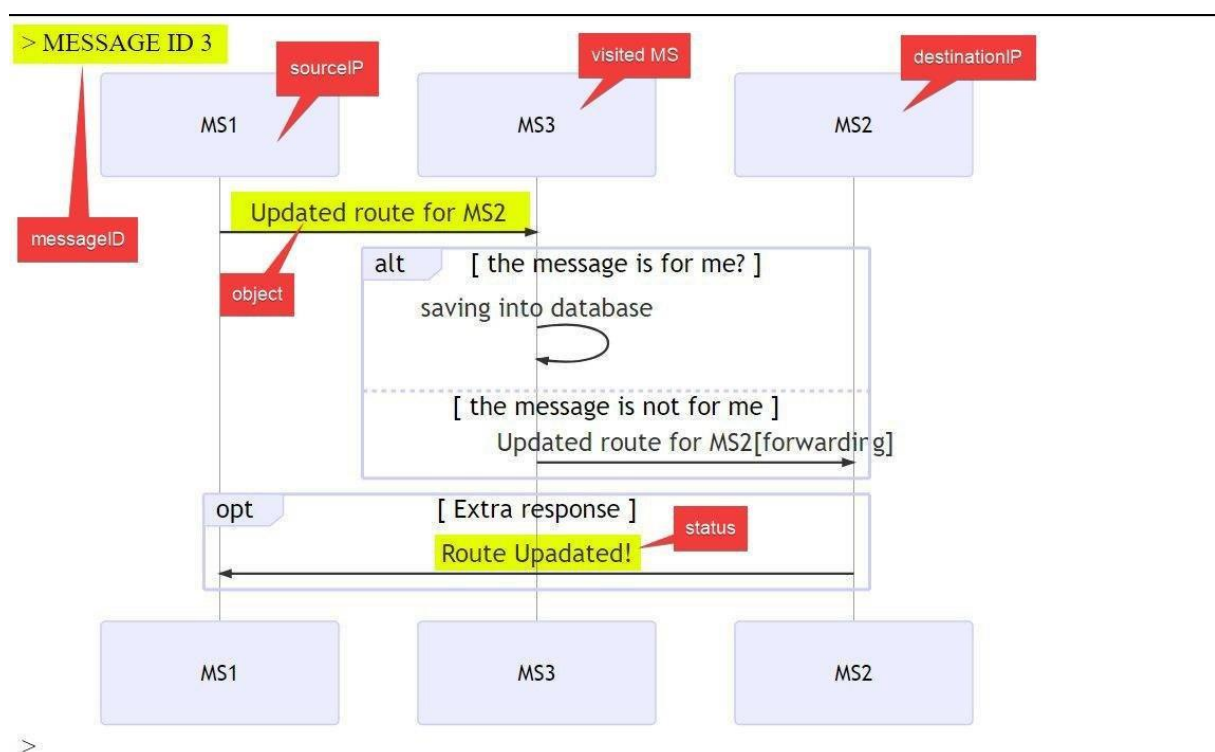 > MESSAGE ID 3
sourceIP
visited MS
destinationIP
MS1
MS3
MS2
Updated route for MS2
messageID
object
alt
[ the message is for me? ]
saving into database
[ the message is not for me ]
Updated route for MS2[forwarding]
opt
[ Extra response ]
status
Route Upadated!
MS1
MS3
MS2
>